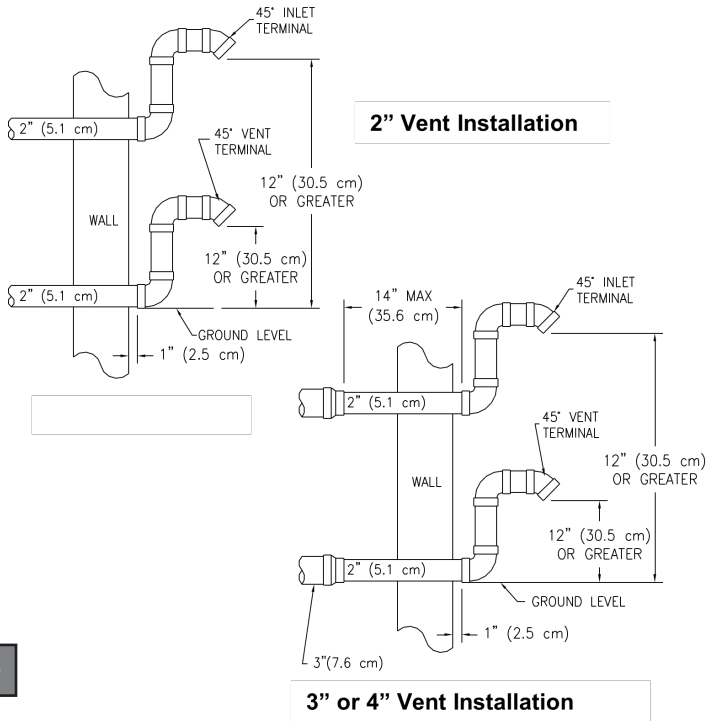 45° INLET
TERMINAL
2" (5.1 cm)
2” Vent Installation
45° VENT
TERMINAL
12" (30.5 cm)
OR GREATER
WALL
12" (30.5 cm)
OR GREATER
2" (5.1 cm)
GROUND LEVEL
1" (2.5 cm)
14" MAX
(35.6 cm)
45° INLET
TERMINAL
2" (5.1 cm)
45° VENT
TERMINAL
12" (30.5 cm)
OR GREATER
WALL
12" (30.5 cm)
OR GREATER
2" (5.1 cm)
GROUND LEVEL
1" (2.5 cm)
3"(7.6 cm)
3” or 4” Vent Installation